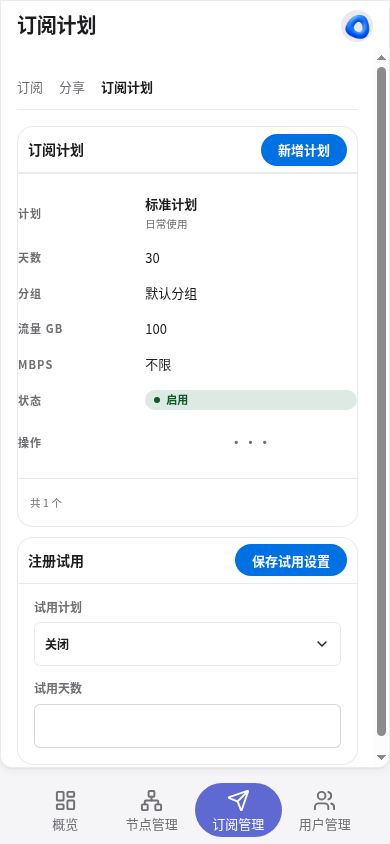 订阅计划
订阅 分享 订阅计划
订阅计划 新增计划
计划 标准计划
日常使用
天数 30
分组 默认分组
流量 GB 100
MBPS 不限
状态 启用
操作
共 1 个
注册试用 保存试用设置
试用计划
关闭
试用天数
概览 节点管理 订阅管理 用户管理